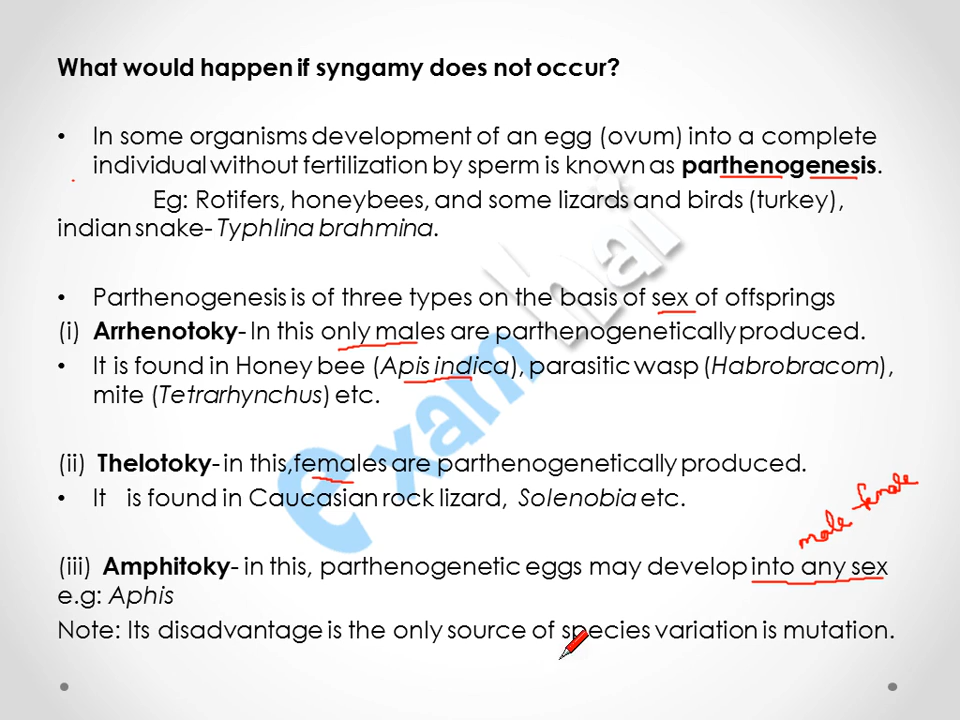 What would happen if syngamy does not occur?
• In some organisms development of an egg (ovum) into a complete
individual without fertilization by sperm is known as parthenogenesis.
Eg: Rotifers, honeybees, and some lizards and birds (turkey),
indian snake- Typhlina brahmina.
• Parthenogenesis is of three types on the basis of sex of offsprings
(i) Arrhenotoky- In this only males are parthenogenetically produced.
• It is found in Honey bee (Apis indica), parasitic wasp (Habrobracom),
mite (Tetrarhynchus) etc.
(ii) Thelotoky- in this,females are parthenogenetically produced.
• It is found in Caucasian rock lizard, Solenobia etc.
male female
(iii) Amphitoky- in this, parthenogenetic eggs may develop into any sex
e.g: Aphis
Note: Its disadvantage is the only source of species variation is mutation.
examभाई